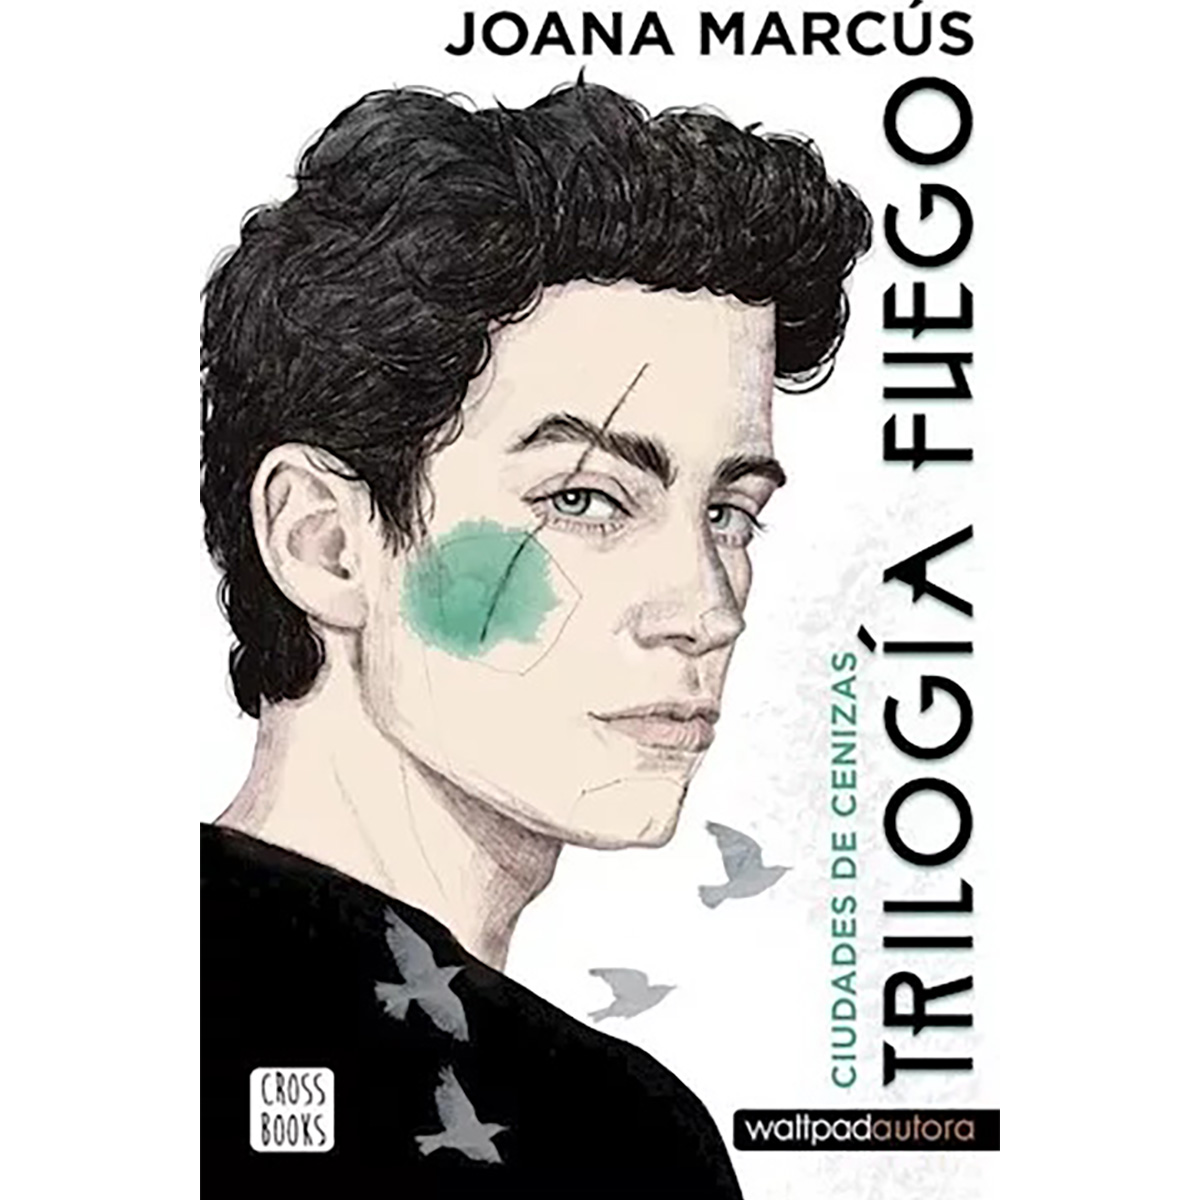 JOANA MARCÚS
TRILOGÍA FUEGO
CIUDADES DE CENIZAS
CROSS
BOOKS
wattpadautora